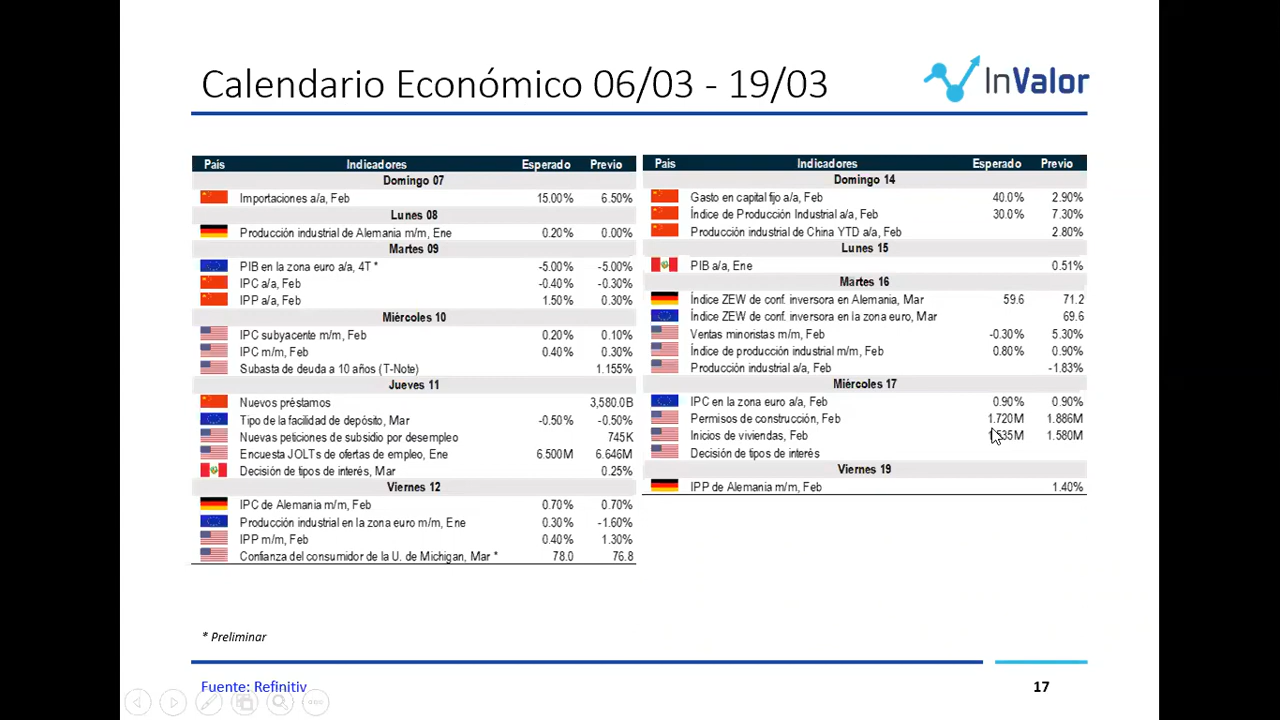 Calendario Económico 06/03 - 19/03
InValor
País Indicadores Esperado Previo
Domingo 07
Importaciones a/a, Feb 15.00% 6.50%
Lunes 08
Producción industrial de Alemania m/m, Ene 0.20% 0.00%
Martes 09
PIB en la zona euro a/a, 4T * -5.00% -5.00%
IPC a/a, Feb -0.40% -0.30%
IPP a/a, Feb 1.50% 0.30%
Miércoles 10
IPC subyacente m/m, Feb 0.20% 0.10%
IPC m/m, Feb 0.40% 0.30%
Subasta de deuda a 10 años (T-Note) 1.155%
Jueves 11
Nuevos préstamos 3,580.0B
Tipo de la facilidad de depósito, Mar -0.50% -0.50%
Nuevas peticiones de subsidio por desempleo 745K
Encuesta JOLTs de ofertas de empleo, Ene 6.500M 6.646M
Decisión de tipos de interés, Mar 0.25%
Viernes 12
IPC de Alemania m/m, Feb 0.70% 0.70%
Producción industrial en la zona euro m/m, Ene 0.30% -1.60%
IPP m/m, Feb 0.40% 1.30%
Confianza del consumidor de la U. de Michigan, Mar * 78.0 76.8
País Indicadores Esperado Previo
Domingo 14
Gasto en capital fijo a/a, Feb 40.0% 2.90%
Índice de Producción Industrial a/a, Feb 30.0% 7.30%
Producción industrial de China YTD a/a, Feb 2.80%
Lunes 15
PIB a/a, Ene 0.51%
Martes 16
Índice ZEW de conf. inversora en Alemania, Mar 59.6 71.2
Índice ZEW de conf. inversora en la zona euro, Mar 69.6
Ventas minoristas m/m, Feb -0.30% 5.30%
Índice de producción industrial m/m, Feb 0.80% 0.90%
Producción industrial a/a, Feb -1.83%
Miércoles 17
IPC en la zona euro a/a, Feb 0.90% 0.90%
Permisos de construcción, Feb 1.720M 1.886M
Inicios de viviendas, Feb 1.580M
Decisión de tipos de interés
Viernes 19
IPP de Alemania m/m, Feb 1.40%
* Preliminar
Fuente: Refinitiv
17